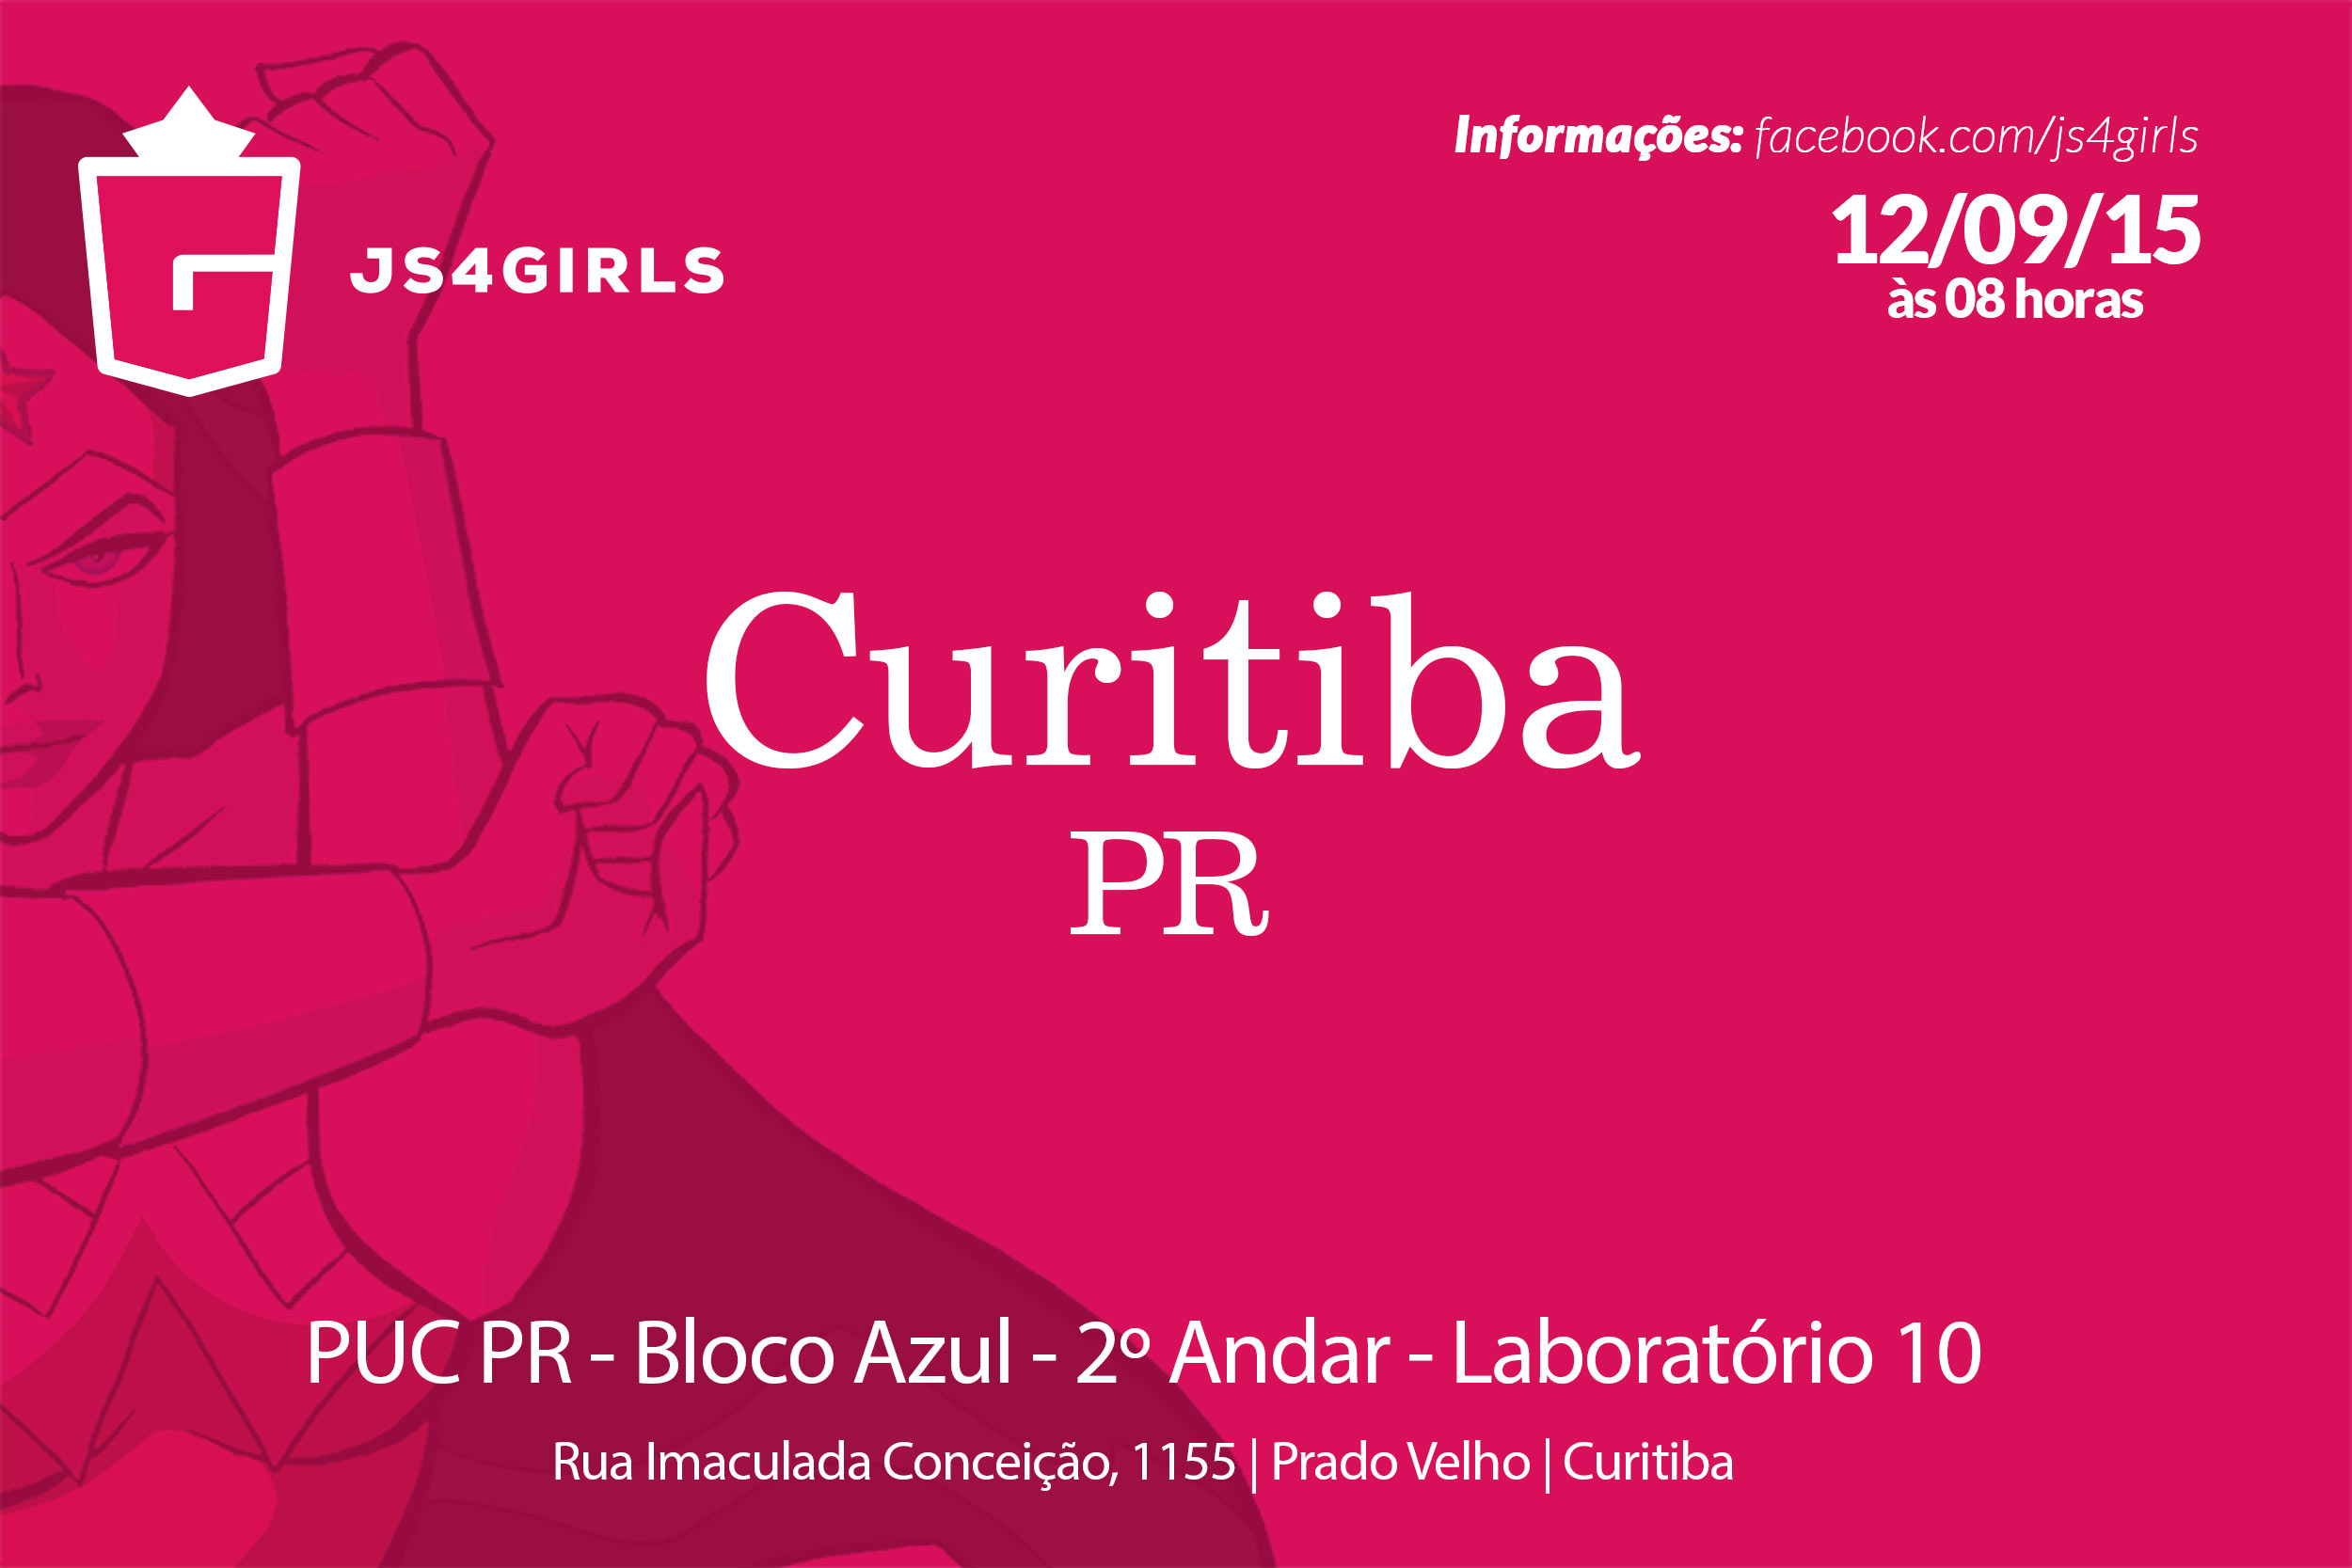 JS4GIRLS
Informações: facebook.com/js4girls
12/09/15
às 08 horas
Curitiba
PR
PUC PR - Bloco Azul - 2º Andar - Laboratório 10
Rua Imaculada Conceição, 1155 | Prado Velho | Curitiba